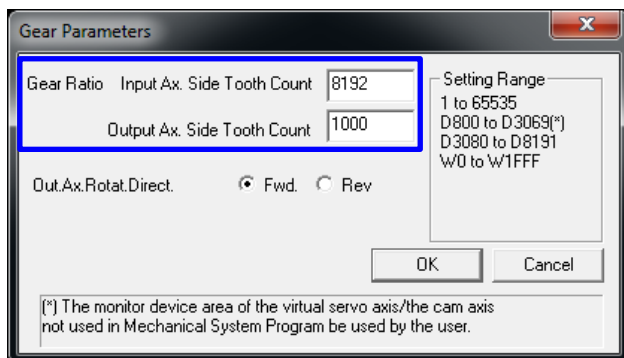 Gear Parameters
Gear Ratio Input Ax. Side Tooth Count 8192
Output Ax. Side Tooth Count 1000
Out.Ax.Rotat.Direct. Fwd. Rev
Setting Range
1 to 65535
D800 to D3069(*)
D3080 to D8191
W0 to W1FFF
OK Cancel
(*) The monitor device area of the virtual servo axis/the cam axis
not used in Mechanical System Program be used by the user.